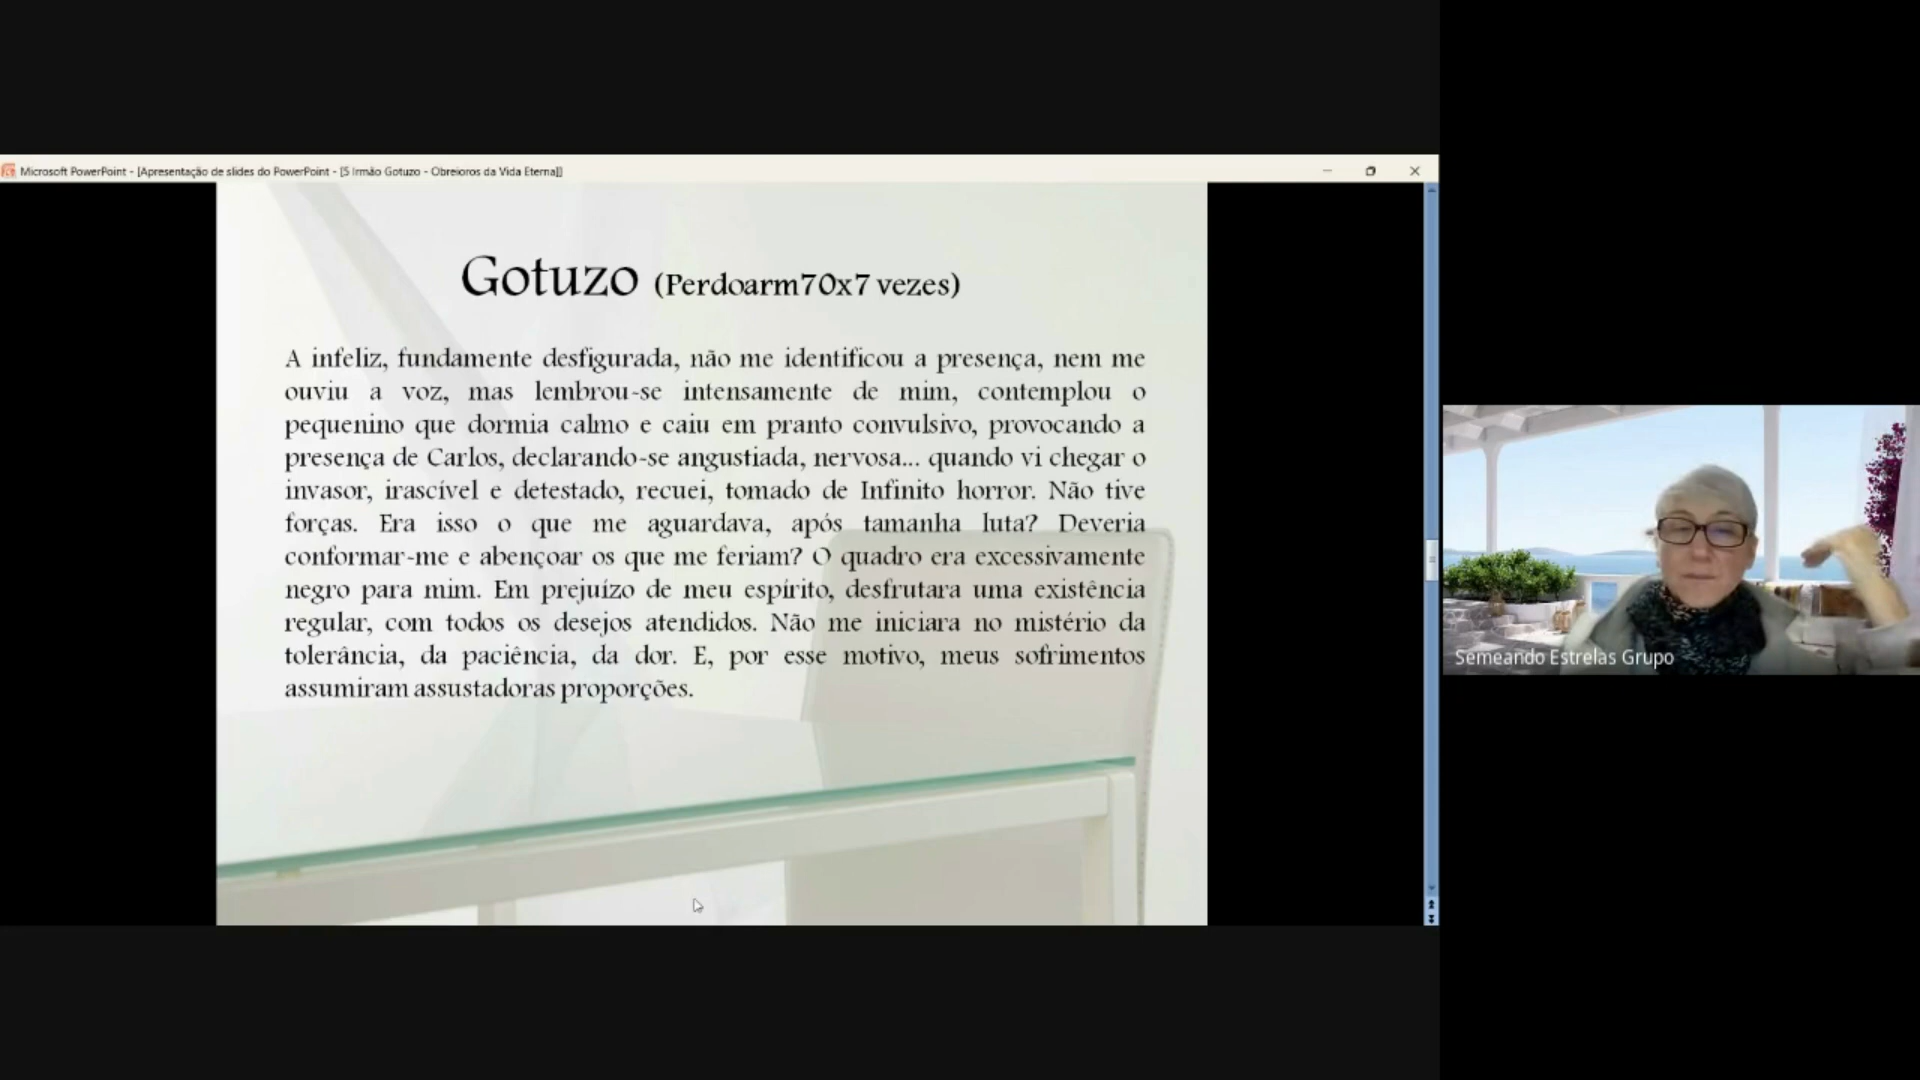 Microsoft PowerPoint - [Apresentação de slides do PowerPoint - [5 Irmão Gotuzo - Obreioros da Vida Eterna]]
Gotuzo (Perdoarm70x7 vezes)
A infeliz, fundamente desfigurada, não me identificou a presença, nem me
ouviu a voz, mas lembrou-se intensamente de mim, contemplou o
pequenino que dormia calmo e caiu em pranto convulsivo, provocando a
presença de Carlos, declarando-se angustiada, nervosa... quando vi chegar o
invasor, irascível e detestado, recuei, tomado de Infinito horror. Não tive
forças. Era isso o que me aguardava, após tamanha luta? Deveria
conformar-me e abençoar os que me feriam? O quadro era excessivamente
negro para mim. Em prejuízo de meu espírito, desfrutara uma existência
regular, com todos os desejos atendidos. Não me iniciara no mistério da
tolerância, da paciência, da dor. E, por esse motivo, meus sofrimentos
assumiram assustadoras proporções.
Semeando Estrelas Grupo